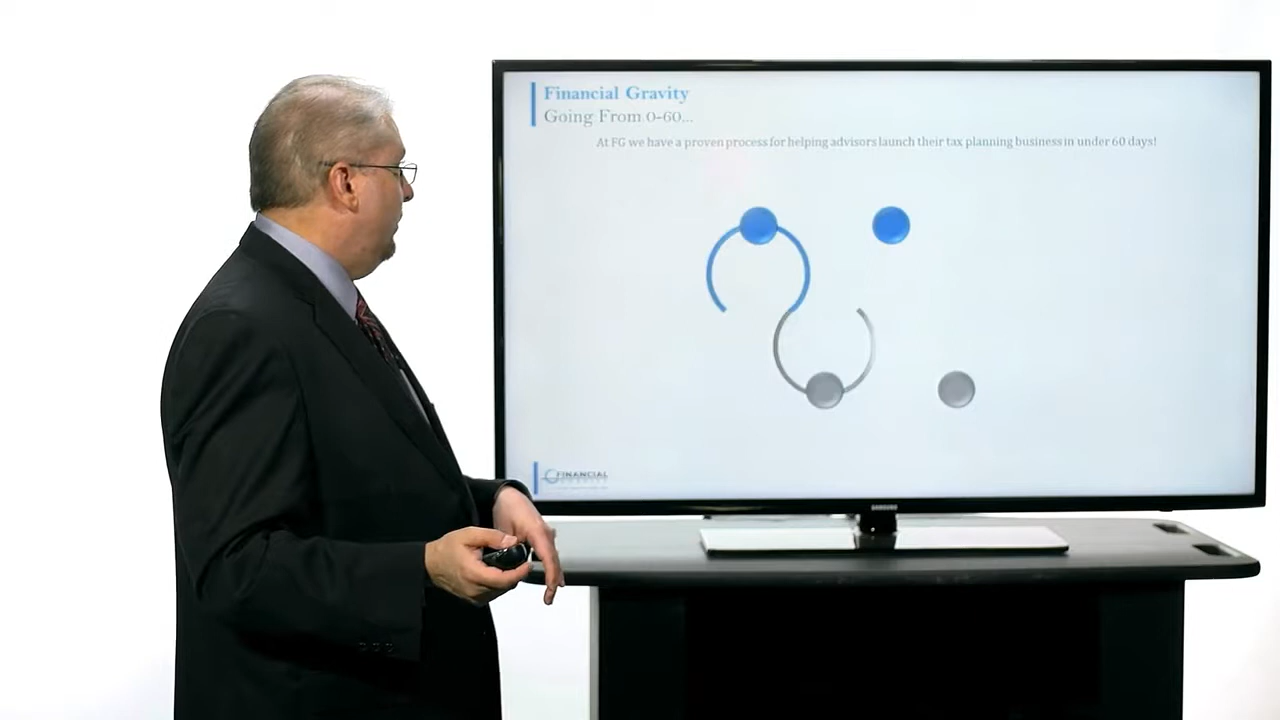 Financial Gravity
Going From 0-60...
At FG we have a proven process for helping advisors launch their tax planning business in under 60 days!
FINANCIAL
SAMSUNG